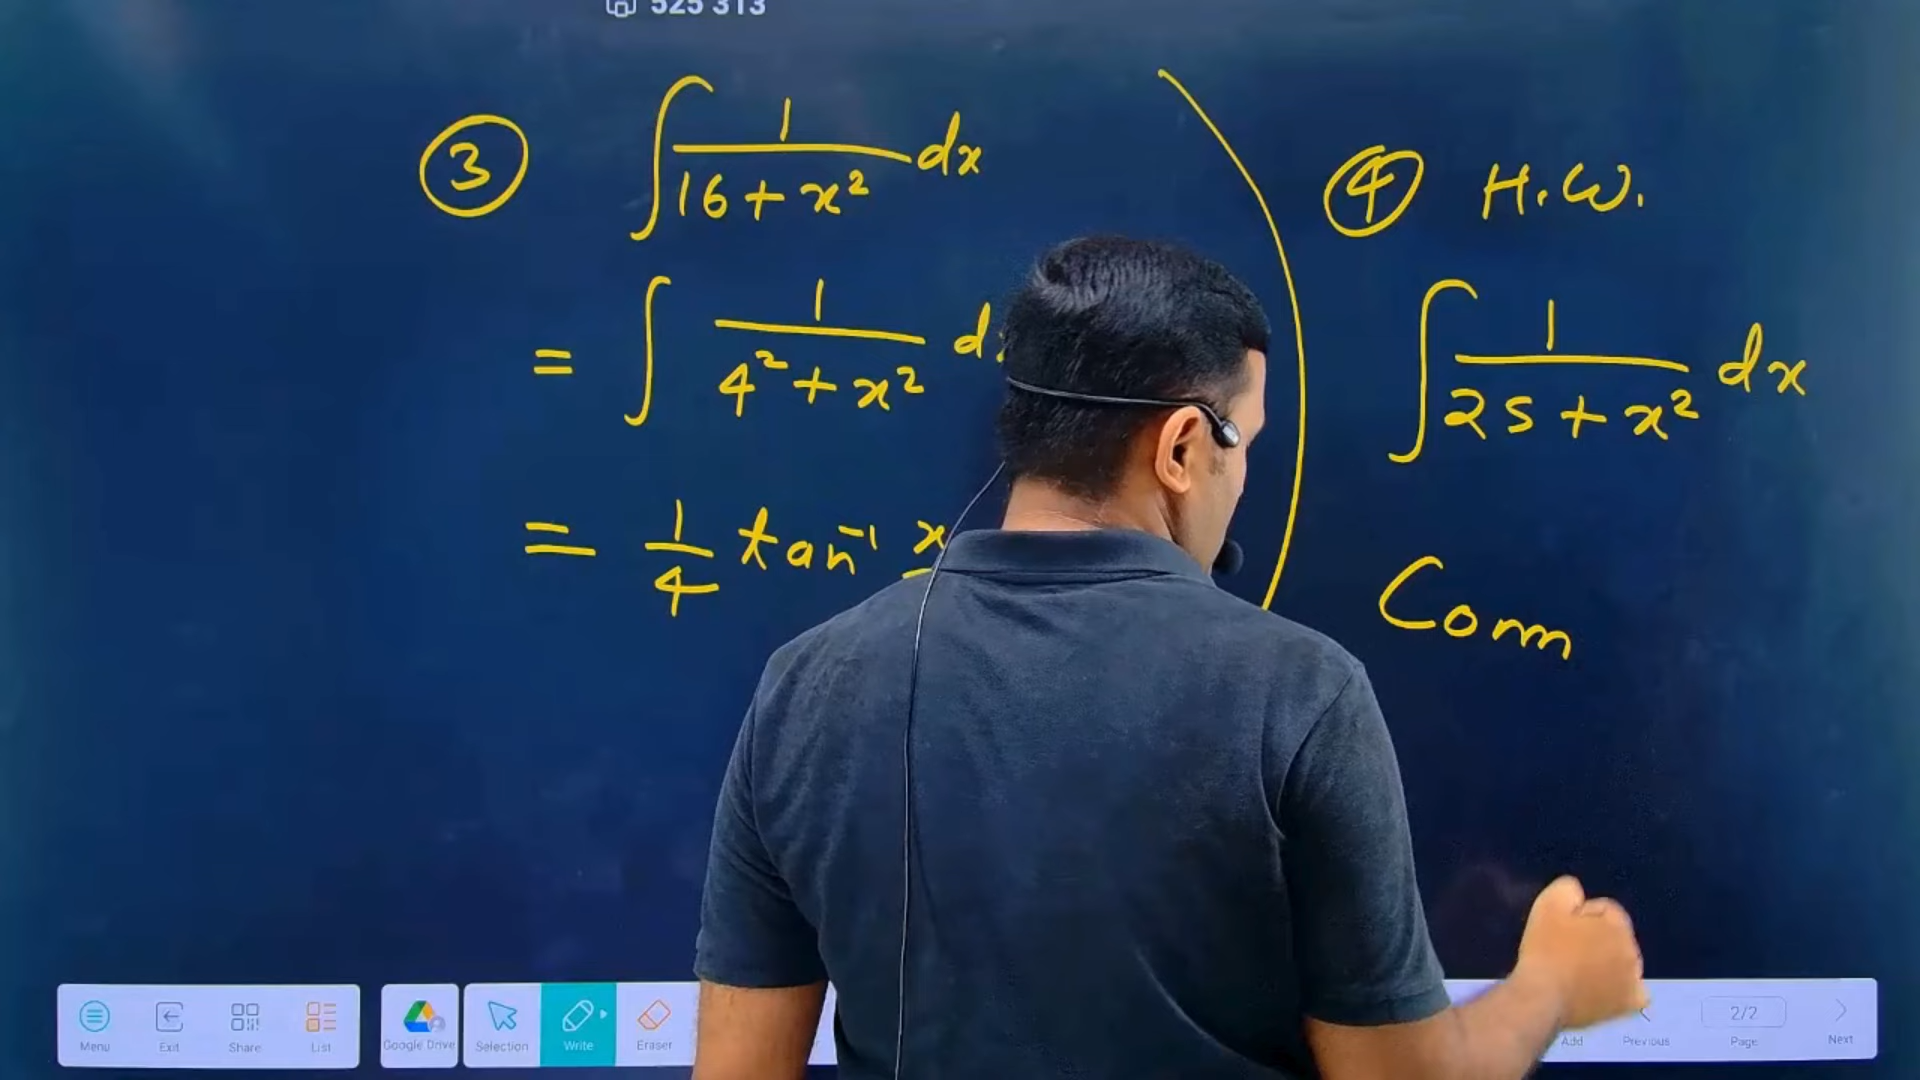 525 313
③ ∫ 1/(16 + x²) dx
= ∫ 1/(4² + x²) d
= 1/4 tan⁻¹ x
④ H.W.
∫ 1/(25 + x²) dx
Comm
Menu Exit Share List Google Drive Selection Write Eraser Add Previous 2/2 Page Next